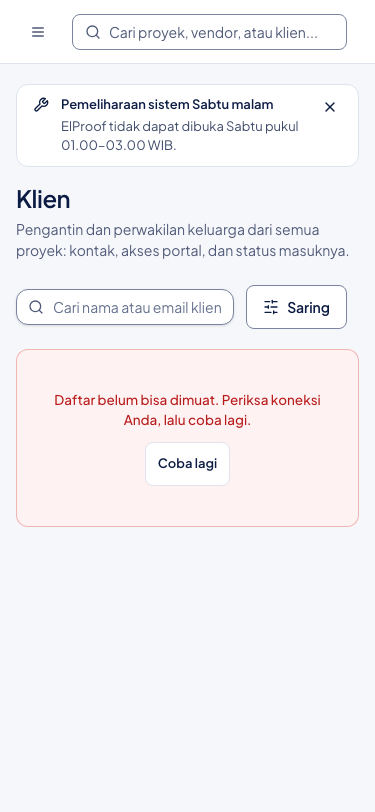 Cari proyek, vendor, atau klien...
Pemeliharaan sistem Sabtu malam
ElProof tidak dapat dibuka Sabtu pukul
01.00–03.00 WIB.
Klien
Pengantin dan perwakilan keluarga dari semua
proyek: kontak, akses portal, dan status masuknya.
Cari nama atau email klien
Saring
Daftar belum bisa dimuat. Periksa koneksi
Anda, lalu coba lagi.
Coba lagi